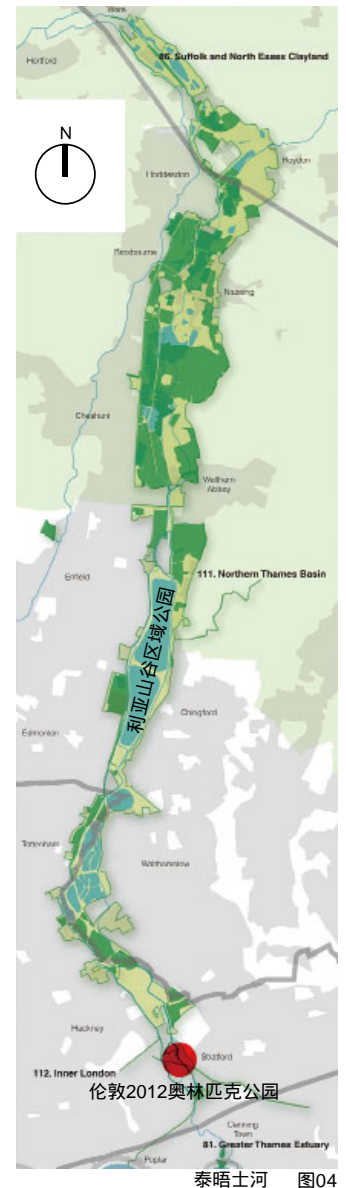 Ware
Hertford
86. Suffolk and North Essex Clayland
N
Hoddesdon
Roydon
Broxbourne
Nazeing
Cheshunt
Waltham
Abbey
Enfield
111. Northern Thames Basin
利亚山谷区域公园
Chingford
Edmonton
Tottenham
Walthamstow
Hackney
Stratford
112. Inner London
伦敦2012奥林匹克公园
Canning
Town
81. Greater Thames Estuary
Poplar
泰晤士河 图04